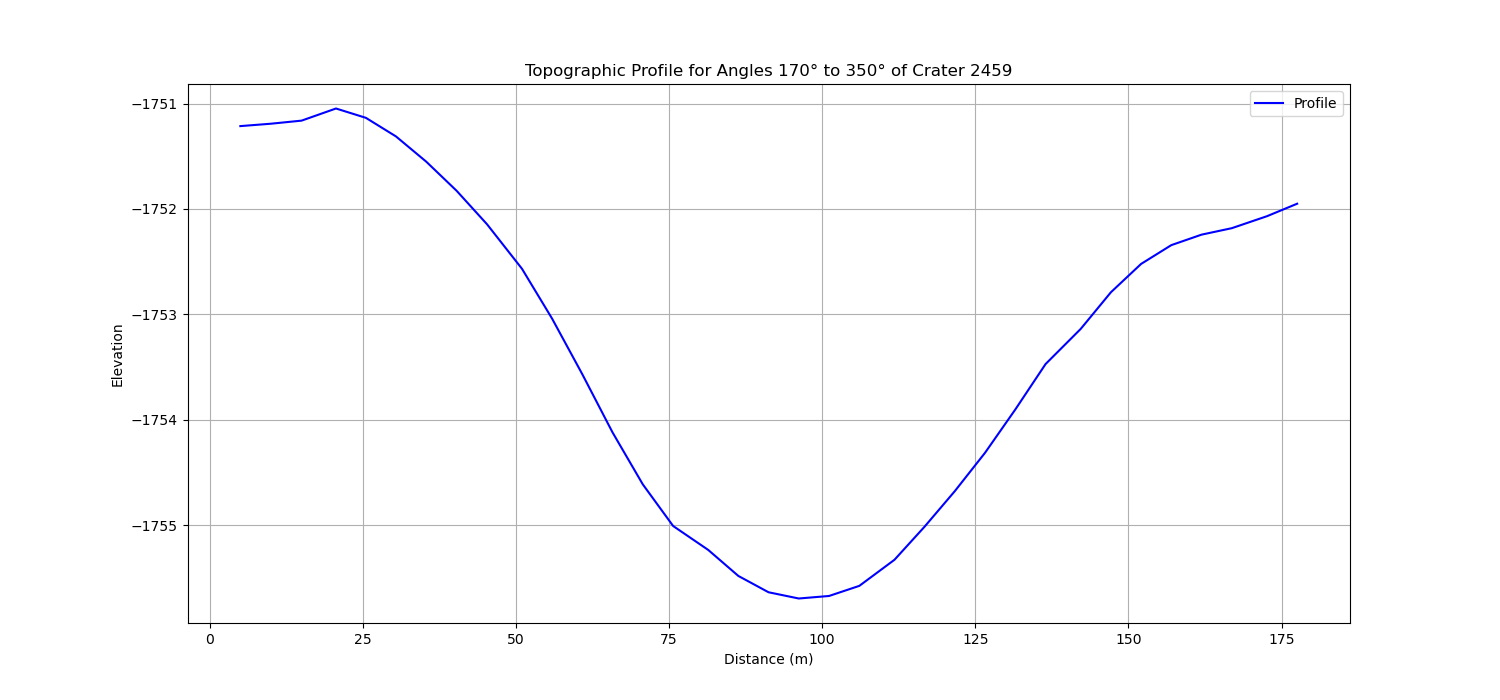 Topographic Profile for Angles 170° to 350° of Crater 2459
Profile
−1751
−1752
−1753
−1754
−1755
Elevation
0 25 50 75 100 125 150 175
Distance (m)